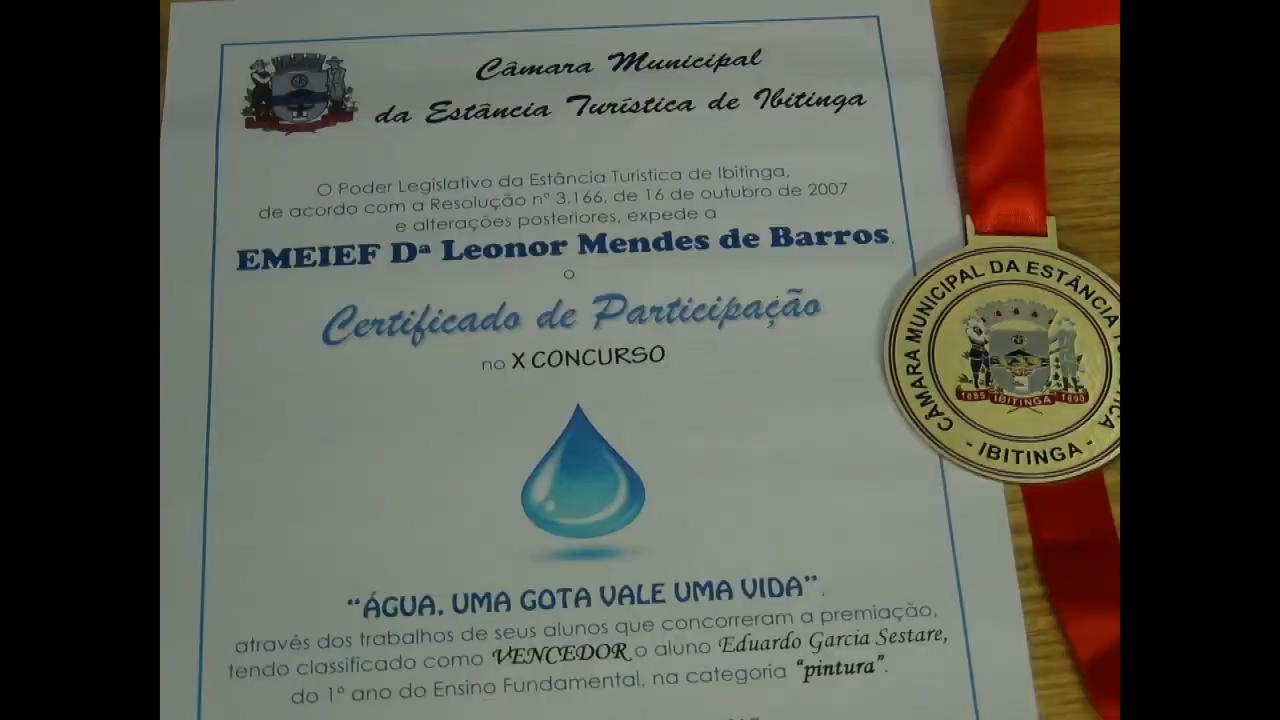 Câmara Municipal
da Estância Turística de Ibitinga
O Poder Legislativo da Estância Turística de Ibitinga,
de acordo com a Resolução nº 3.166, de 16 de outubro de 2007
e alterações posteriores, expede a
EMEIEF Dª Leonor Mendes de Barros.
o
Certificado de Participação
no X CONCURSO
“ÁGUA. UMA GOTA VALE UMA VIDA”.
através dos trabalhos de seus alunos que concorreram a premiação,
tendo classificado como VENCEDOR o aluno Eduardo Garcia Sestare,
do 1º ano do Ensino Fundamental, na categoria “pintura”.
CÂMARA MUNICIPAL DA ESTÂNCIA
1895 IBITINGA 1890
- IBITINGA -